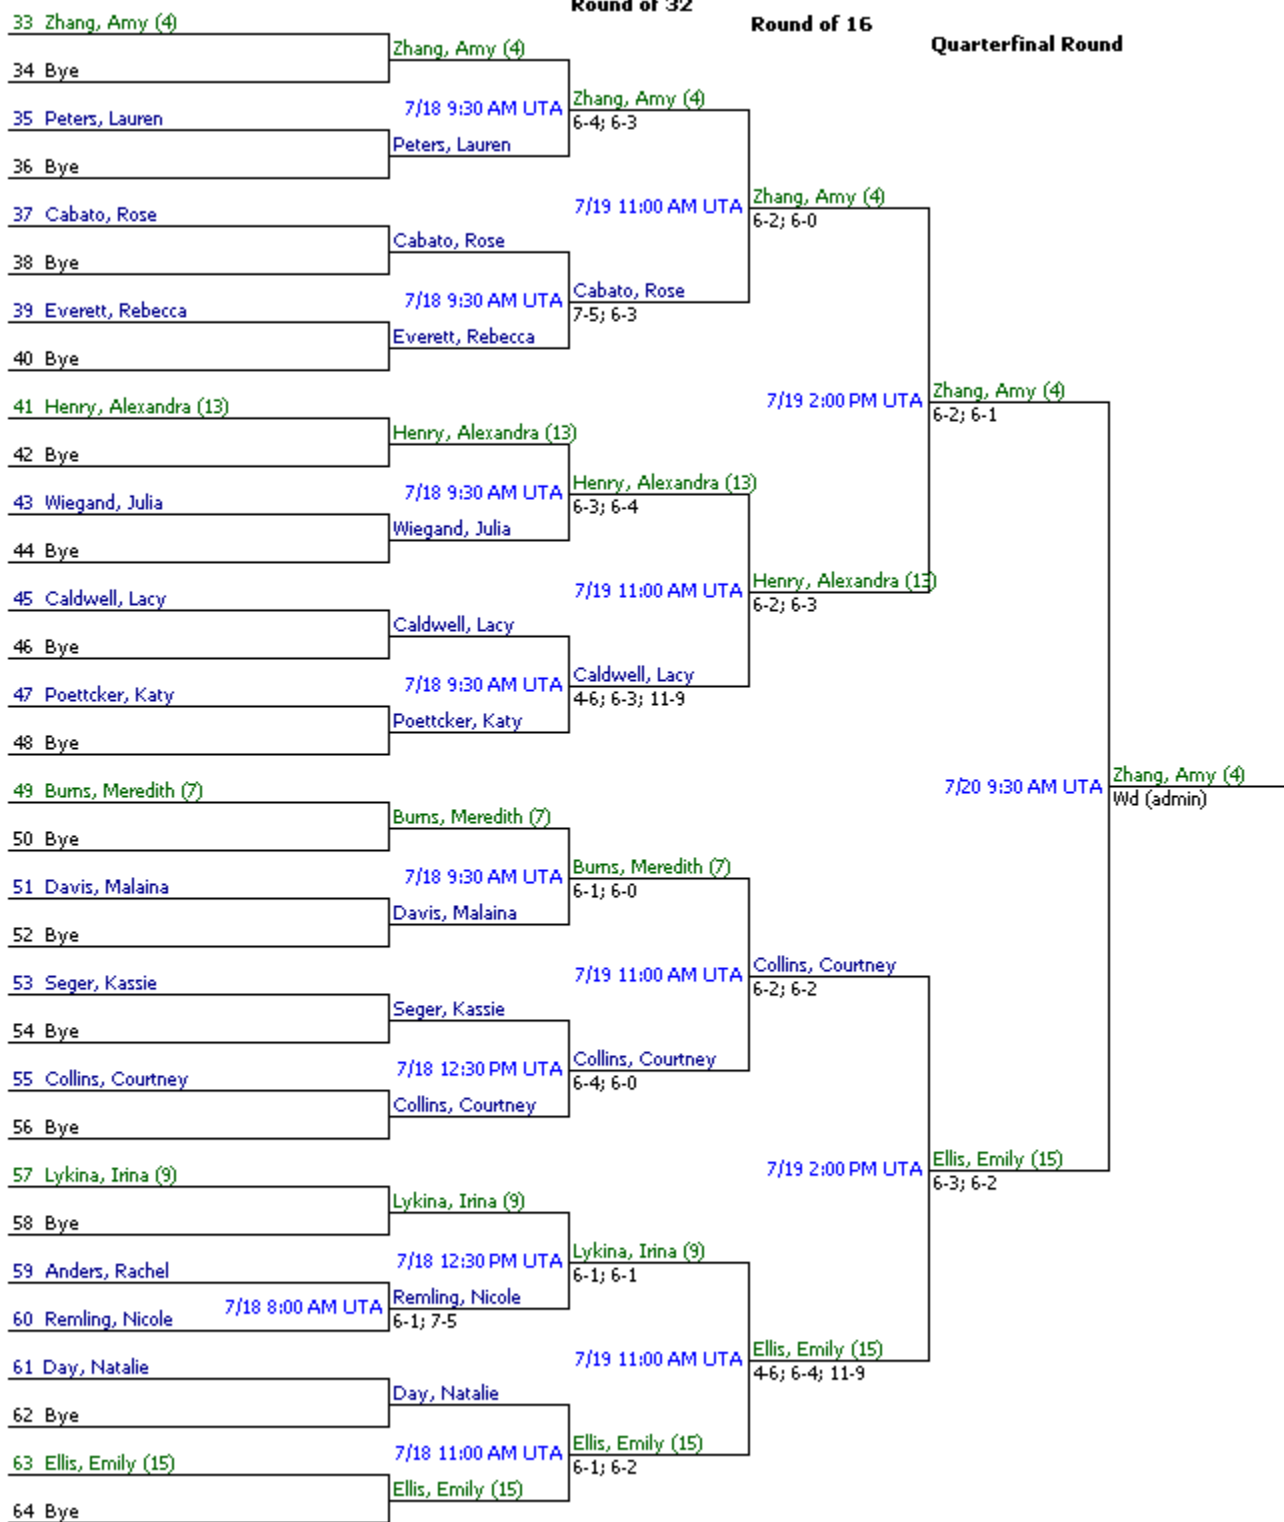 Round of 32
Round of 16
Quarterfinal Round
33 Zhang, Amy (4)
34 Bye
35 Peters, Lauren
36 Bye
37 Cabato, Rose
38 Bye
39 Everett, Rebecca
40 Bye
41 Henry, Alexandra (13)
42 Bye
43 Wiegand, Julia
44 Bye
45 Caldwell, Lacy
46 Bye
47 Poettcker, Katy
48 Bye
49 Burns, Meredith (7)
50 Bye
51 Davis, Malaina
52 Bye
53 Seger, Kassie
54 Bye
55 Collins, Courtney
56 Bye
57 Lykina, Irina (9)
58 Bye
59 Anders, Rachel
60 Remling, Nicole
61 Day, Natalie
62 Bye
63 Ellis, Emily (15)
64 Bye
Zhang, Amy (4)
Peters, Lauren
Cabato, Rose
Everett, Rebecca
Henry, Alexandra (13)
Wiegand, Julia
Caldwell, Lacy
Poettcker, Katy
Burns, Meredith (7)
Davis, Malaina
Seger, Kassie
Collins, Courtney
Lykina, Irina (9)
7/18 8:00 AM UTA
Remling, Nicole
6-1; 7-5
Day, Natalie
Ellis, Emily (15)
7/18 9:30 AM UTA
Zhang, Amy (4)
6-4; 6-3
7/18 9:30 AM UTA
Cabato, Rose
7-5; 6-3
7/18 9:30 AM UTA
Henry, Alexandra (13)
6-3; 6-4
7/18 9:30 AM UTA
Caldwell, Lacy
4-6; 6-3; 11-9
7/18 9:30 AM UTA
Burns, Meredith (7)
6-1; 6-0
7/18 12:30 PM UTA
Collins, Courtney
6-4; 6-0
7/18 12:30 PM UTA
Lykina, Irina (9)
6-1; 6-1
7/18 11:00 AM UTA
Ellis, Emily (15)
6-1; 6-2
7/19 11:00 AM UTA
Zhang, Amy (4)
6-2; 6-0
7/19 11:00 AM UTA
Henry, Alexandra (13)
6-2; 6-3
7/19 11:00 AM UTA
Collins, Courtney
6-2; 6-2
7/19 11:00 AM UTA
Ellis, Emily (15)
4-6; 6-4; 11-9
7/19 2:00 PM UTA
Zhang, Amy (4)
6-2; 6-1
7/19 2:00 PM UTA
Ellis, Emily (15)
6-3; 6-2
7/20 9:30 AM UTA
Zhang, Amy (4)
Wd (admin)